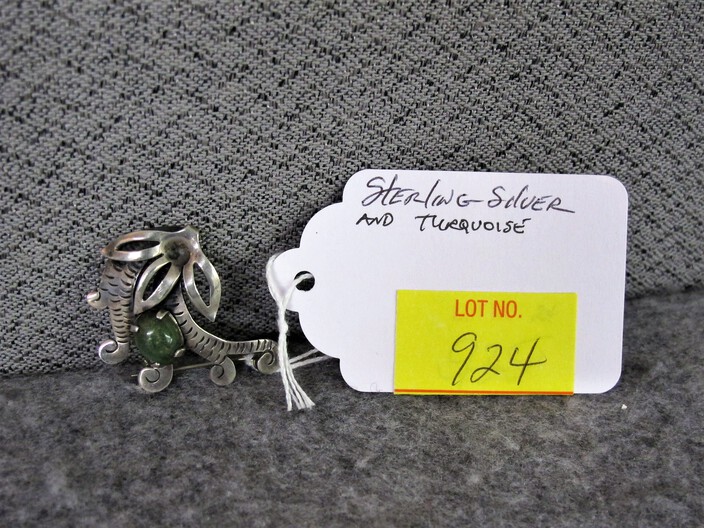 STERLING SILVER
AND TURQUOISE
LOT NO.
924